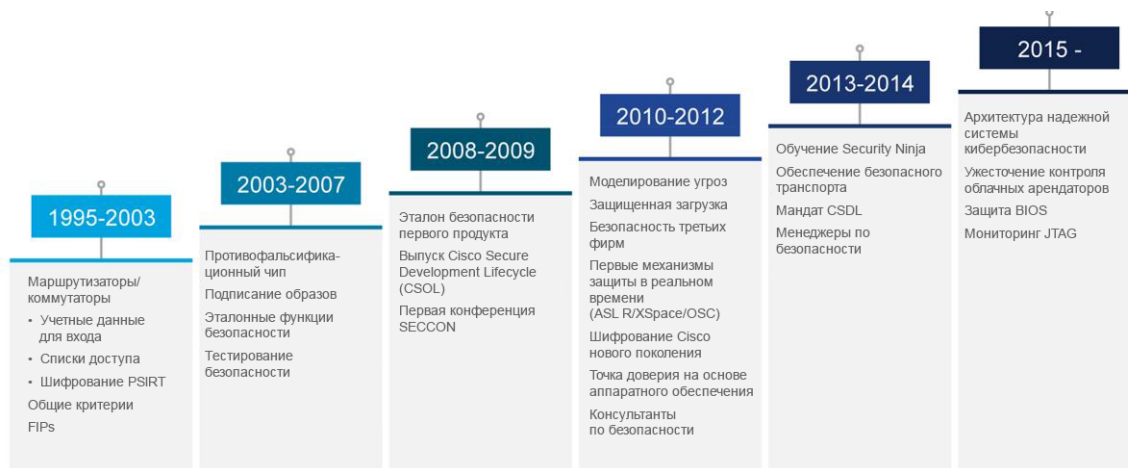 1995-2003
Маршрутизаторы/
коммутаторы
• Учетные данные
для входа
• Списки доступа
• Шифрование PSIRT
Общие критерии
FIPs
2003-2007
Противофальсифика-
ционный чип
Подписание образов
Эталонные функции
безопасности
Тестирование
безопасности
2008-2009
Эталон безопасности
первого продукта
Выпуск Cisco Secure
Development Lifecycle
(CSOL)
Первая конференция
SECCON
2010-2012
Моделирование угроз
Защищенная загрузка
Безопасность третьих
фирм
Первые механизмы
защиты в реальном
времени
(ASL R/XSpace/OSC)
Шифрование Cisco
нового поколения
Точка доверия на основе
аппаратного обеспечения
Консультанты
по безопасности
2013-2014
Обучение Security Ninja
Обеспечение безопасного
транспорта
Мандат CSDL
Менеджеры по
безопасности
2015 -
Архитектура надежной
системы
кибербезопасности
Ужесточение контроля
облачных арендаторов
Защита BIOS
Мониторинг JTAG